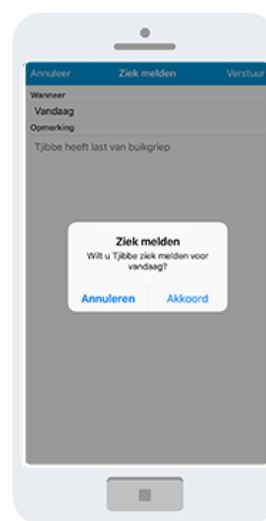 Annuleer Ziek melden Verstuur
Wanneer
Vandaag
Opmerking
Tjibbe heeft last van buikgriep
Ziek melden
Wilt u Tjibbe ziek melden voor
vandaag?
Annuleren Akkoord